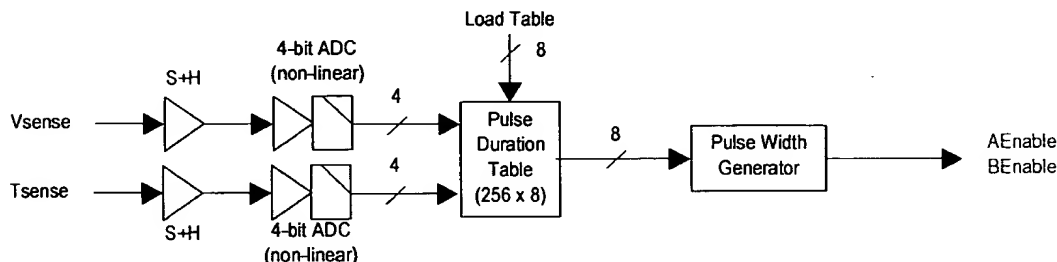 Load Table
8
4-bit ADC
(non-linear)
S+H
4
Vsense
Pulse
Duration
Table
(256 x 8)
8
Pulse Width
Generator
AEnable
BEnable
Tsense
4
S+H
4-bit ADC
(non-linear)